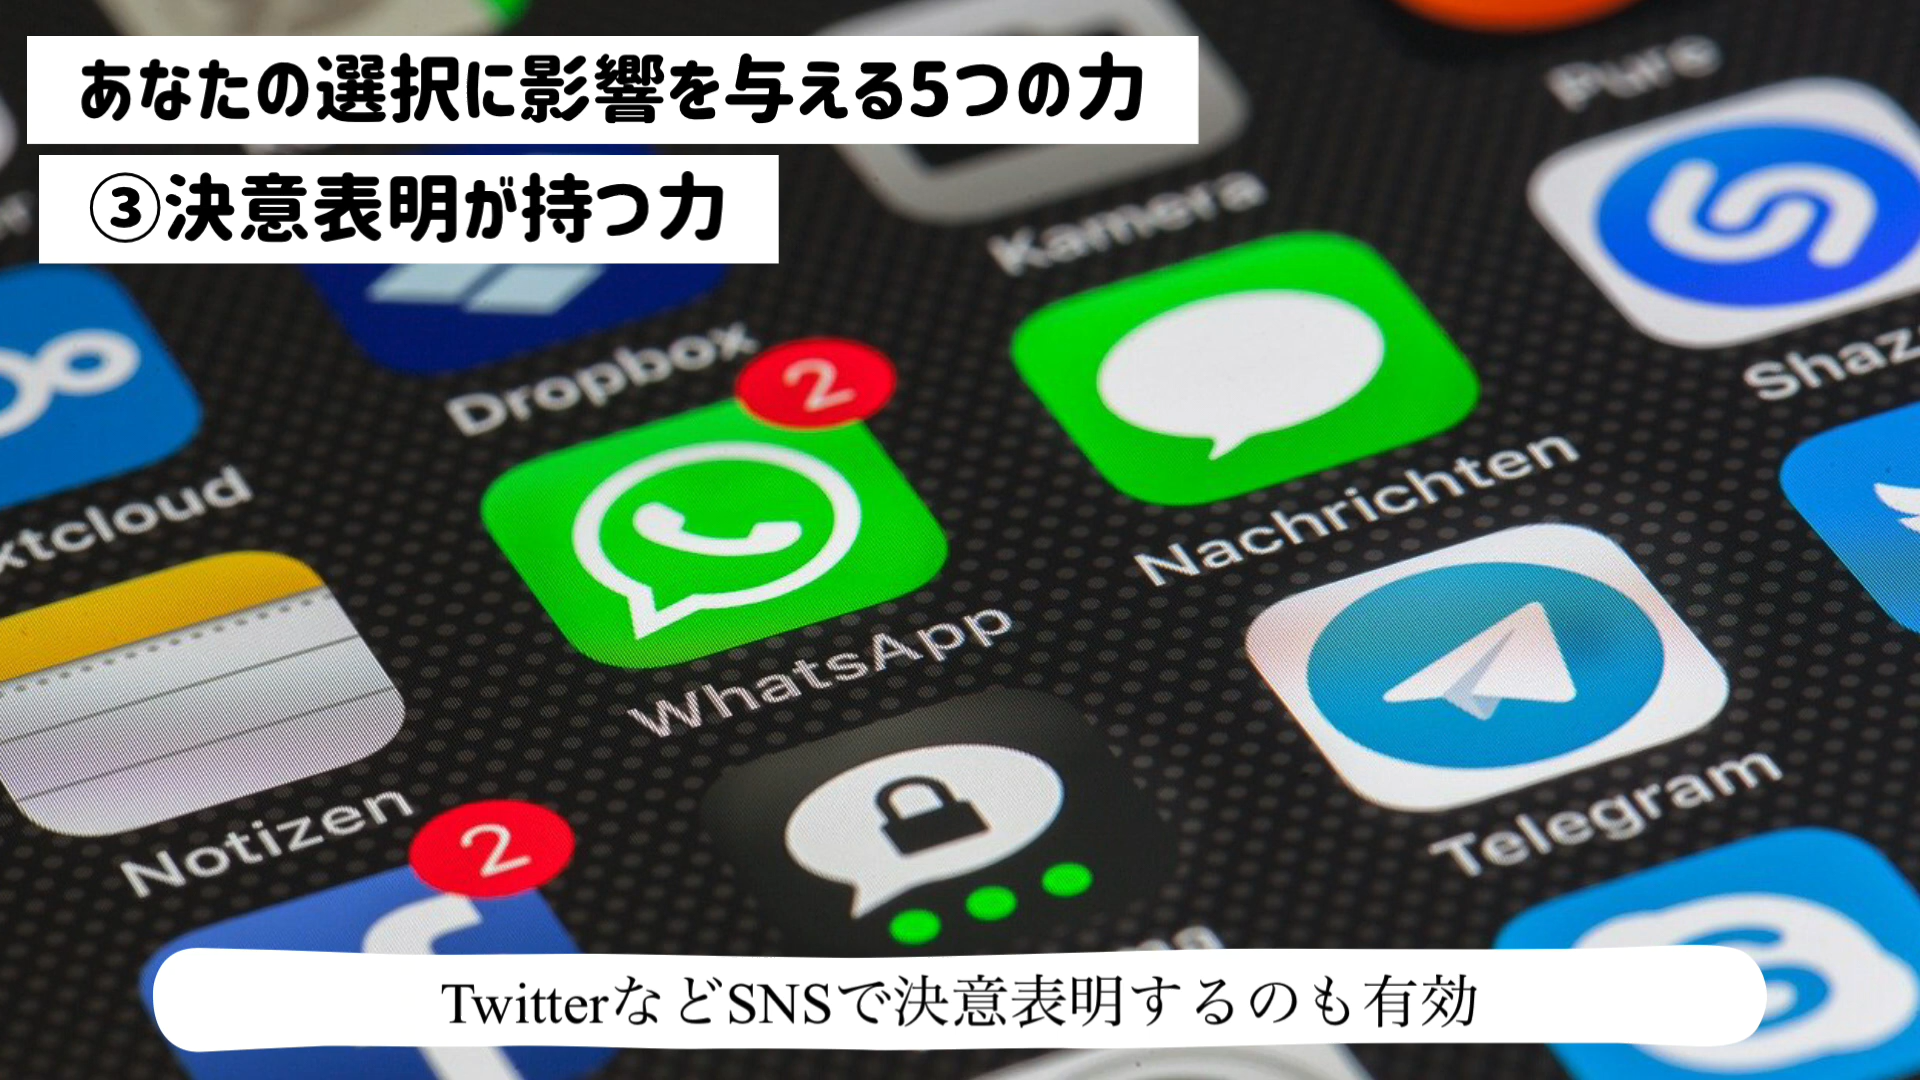 あなたの選択に影響を与える5つの力
③決意表明が持つ力
Pure
Kamera
Dropbox
2
Shaz
xtcloud
Nachrichten
WhatsApp
Telegram
Notizen
2
TwitterなどSNSで決意表明するのも有効